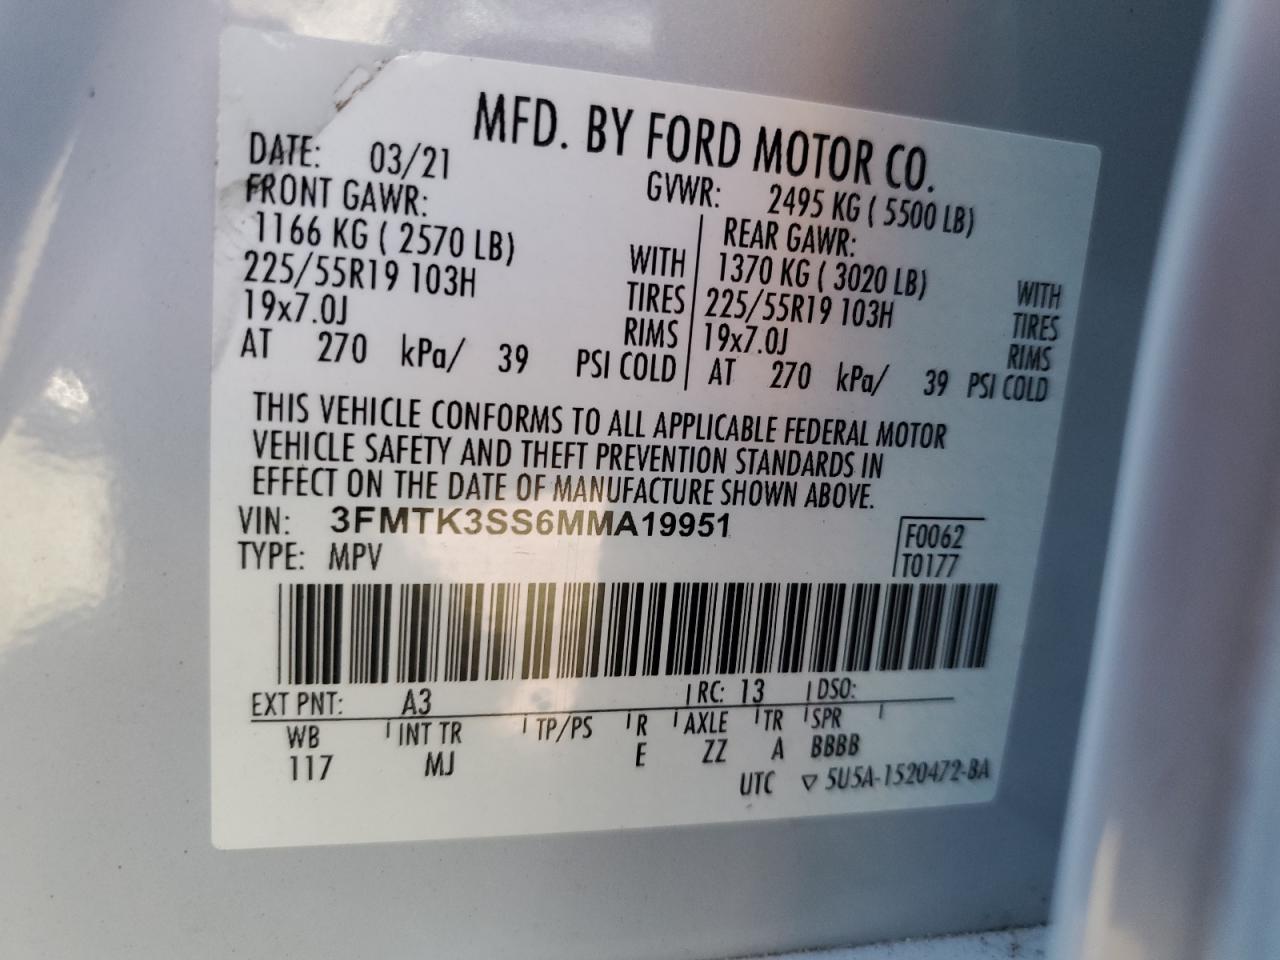 MFD. BY FORD MOTOR CO.
DATE: 03/21 GVWR: 2495 KG ( 5500 LB)
FRONT GAWR: REAR GAWR:
1166 KG ( 2570 LB) WITH 1370 KG ( 3020 LB) WITH
225/55R19 103H TIRES 225/55R19 103H TIRES
19x7.0J RIMS 19x7.0J RIMS
AT 270 kPa/ 39 PSI COLD AT 270 kPa/ 39 PSI COLD
THIS VEHICLE CONFORMS TO ALL APPLICABLE FEDERAL MOTOR
VEHICLE SAFETY AND THEFT PREVENTION STANDARDS IN
EFFECT ON THE DATE OF MANUFACTURE SHOWN ABOVE.
VIN: 3FMTK3SS6MMA19951 F0062
TYPE: MPV T0177
EXT PNT: A3 RC: 13 DSO:
WB INT TR TP/PS R AXLE TR SPR
117 MJ E ZZ A BBBB
UTC ▽ 5U5A-1520472-BA